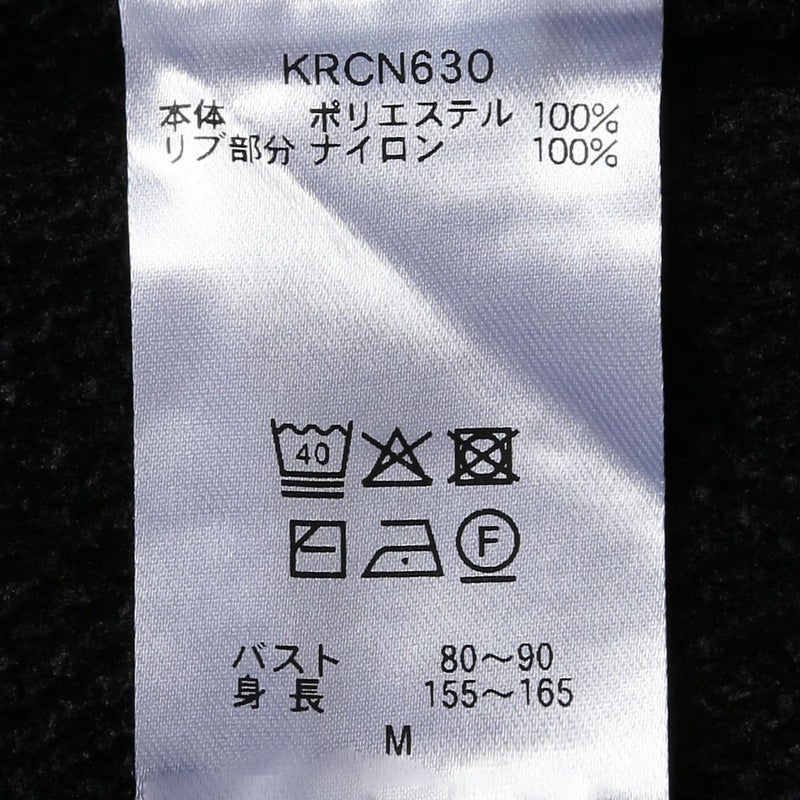 KRCN630
本体 ポリエステル 100%
リブ部分 ナイロン 100%
40
F
バスト 80〜90
身長 155〜165
M